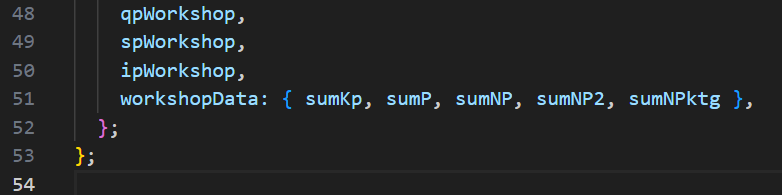 48 qpWorkshop,
49 spWorkshop,
50 ipWorkshop,
51 workshopData: { sumKp, sumP, sumNP, sumNP2, sumNPktg },
52 };
53 };
54